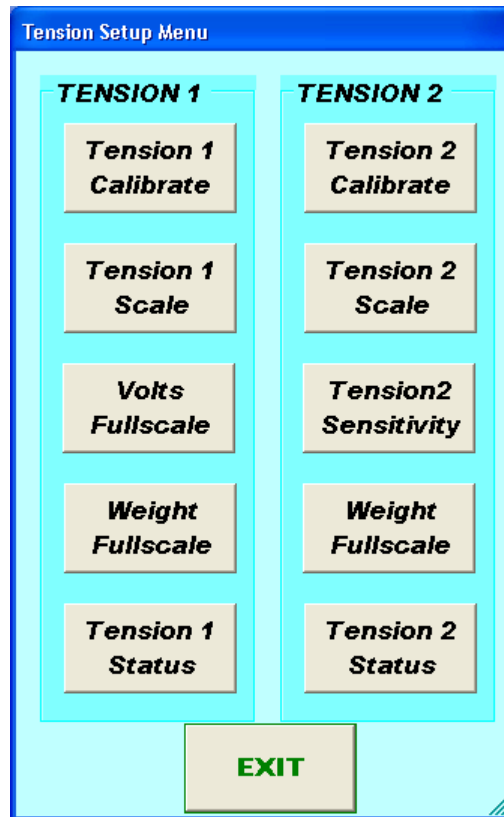 Tension Setup Menu
TENSION 1
Tension 1
Calibrate
Tension 1
Scale
Volts
Fullscale
Weight
Fullscale
Tension 1
Status
TENSION 2
Tension 2
Calibrate
Tension 2
Scale
Tension2
Sensitivity
Weight
Fullscale
Tension 2
Status
EXIT